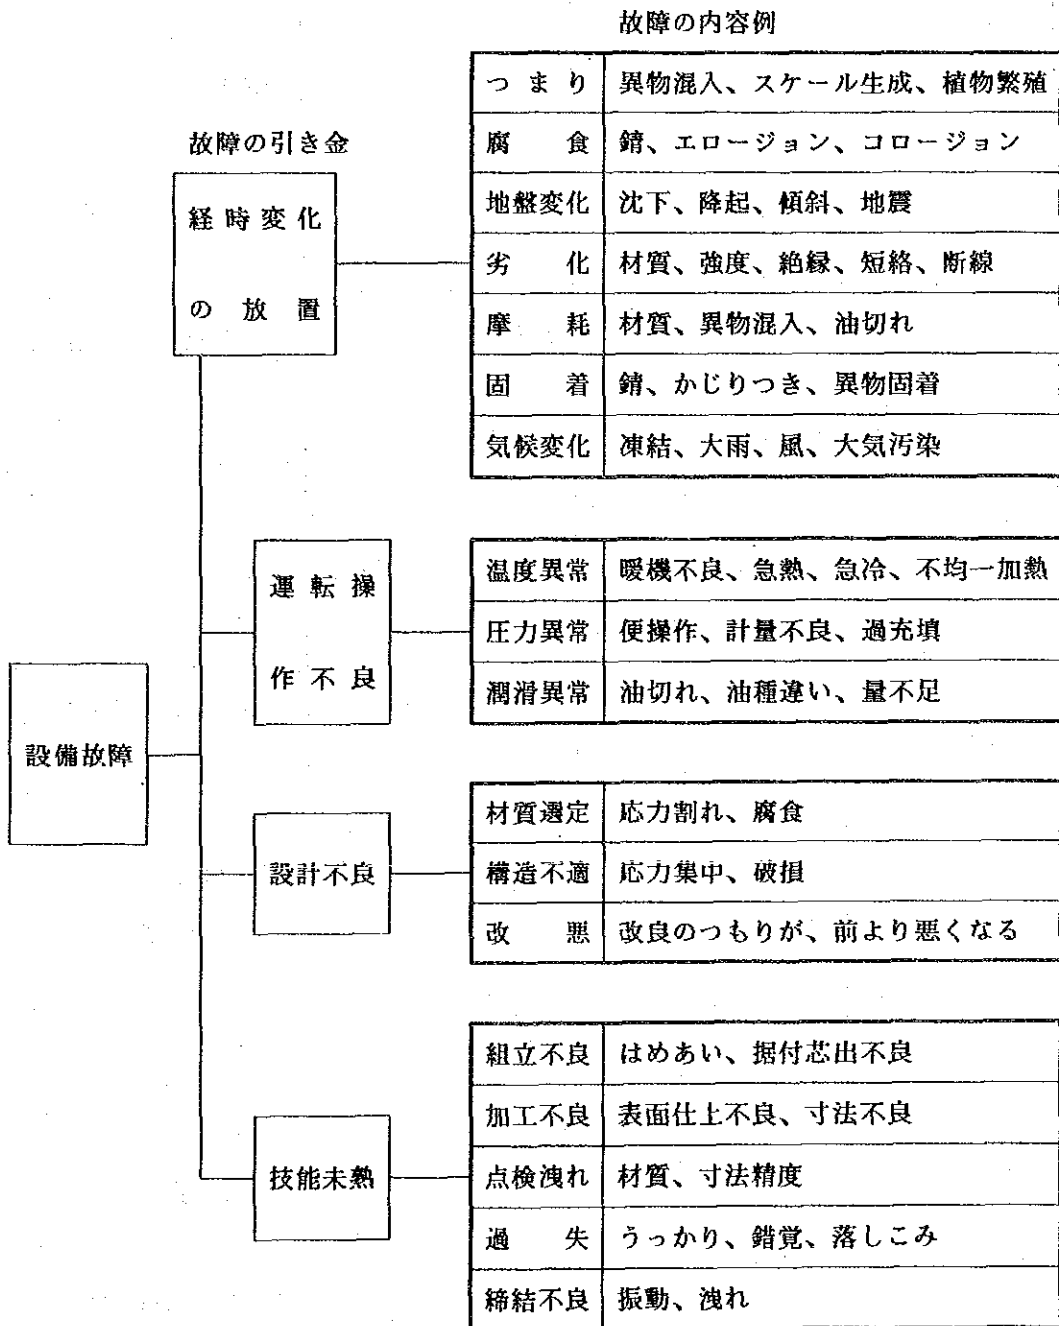 故障の内容例
故障の引き金
設備故障
経時変化
の放置
つまり 異物混入、スケール生成、植物繁殖
腐食 錆、エロージョン、コロージョン
地盤変化 沈下、降起、傾斜、地震
劣化 材質、強度、絶縁、短絡、断線
摩耗 材質、異物混入、油切れ
固着 錆、かじりつき、異物固着
気候変化 凍結、大雨、風、大気汚染
運転操
作不良
温度異常 暖機不良、急熱、急冷、不均一加熱
圧力異常 便操作、計量不良、過充填
潤滑異常 油切れ、油種違い、量不足
設計不良
材質選定 応力割れ、腐食
構造不適 応力集中、破損
改悪 改良のつもりが、前より悪くなる
技能未熟
組立不良 はめあい、据付芯出不良
加工不良 表面仕上不良、寸法不良
点検洩れ 材質、寸法精度
過失 うっかり、錯覚、落しこみ
締結不良 振動、洩れ